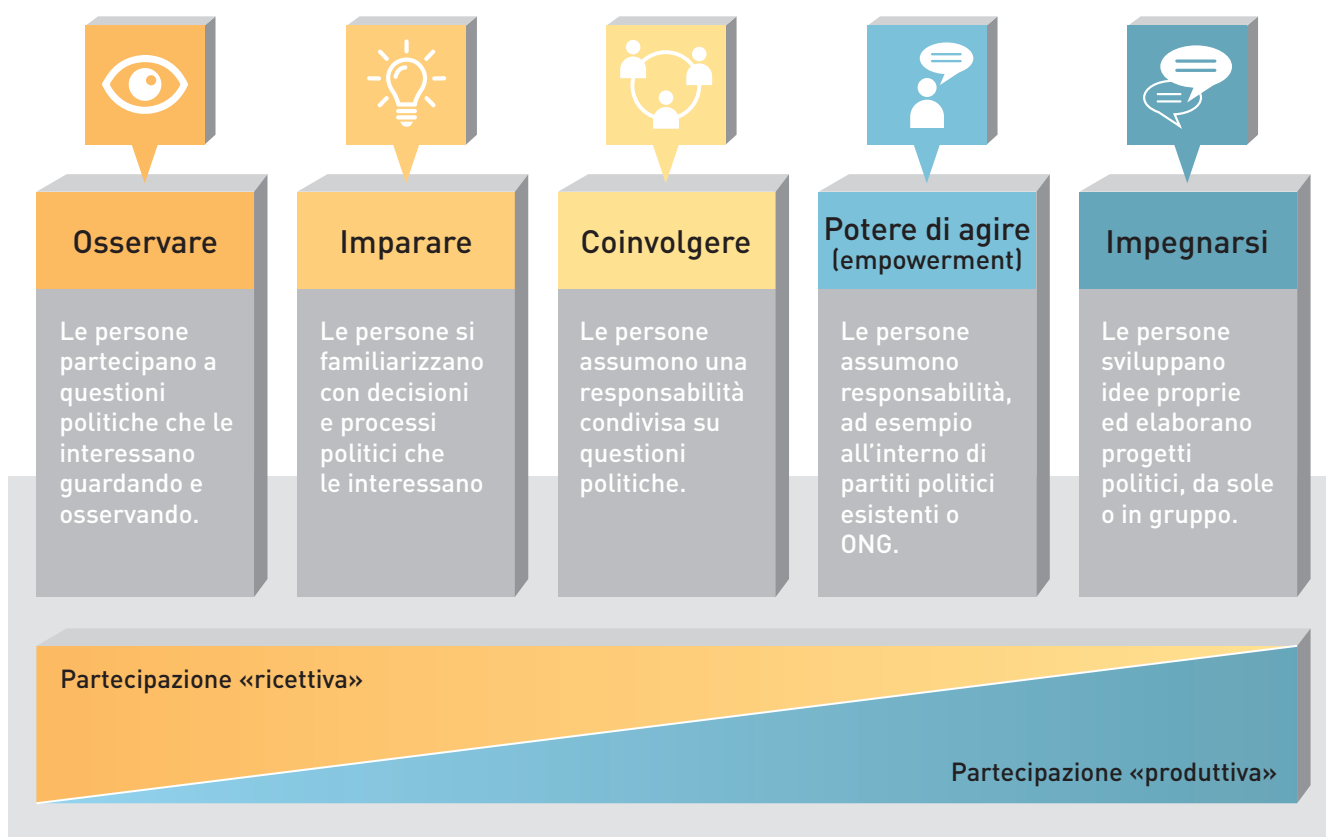 Osservare
Le persone
partecipano a
questioni
politiche che le
interessano
guardando e
osservando.
Imparare
Le persone si
familiarizzano
con decisioni
e processi
politici che
le interessano
Coinvolgere
Le persone
assumono una
responsabilità
condivisa su
questioni
politiche.
Potere di agire
(empowerment)
Le persone
assumono
responsabilità,
ad esempio
all’interno di
partiti politici
esistenti o
ONG.
Impegnarsi
Le persone
sviluppano
idee proprie
ed elaborano
progetti
politici, da sole
o in gruppo.
Partecipazione «ricettiva»
Partecipazione «produttiva»